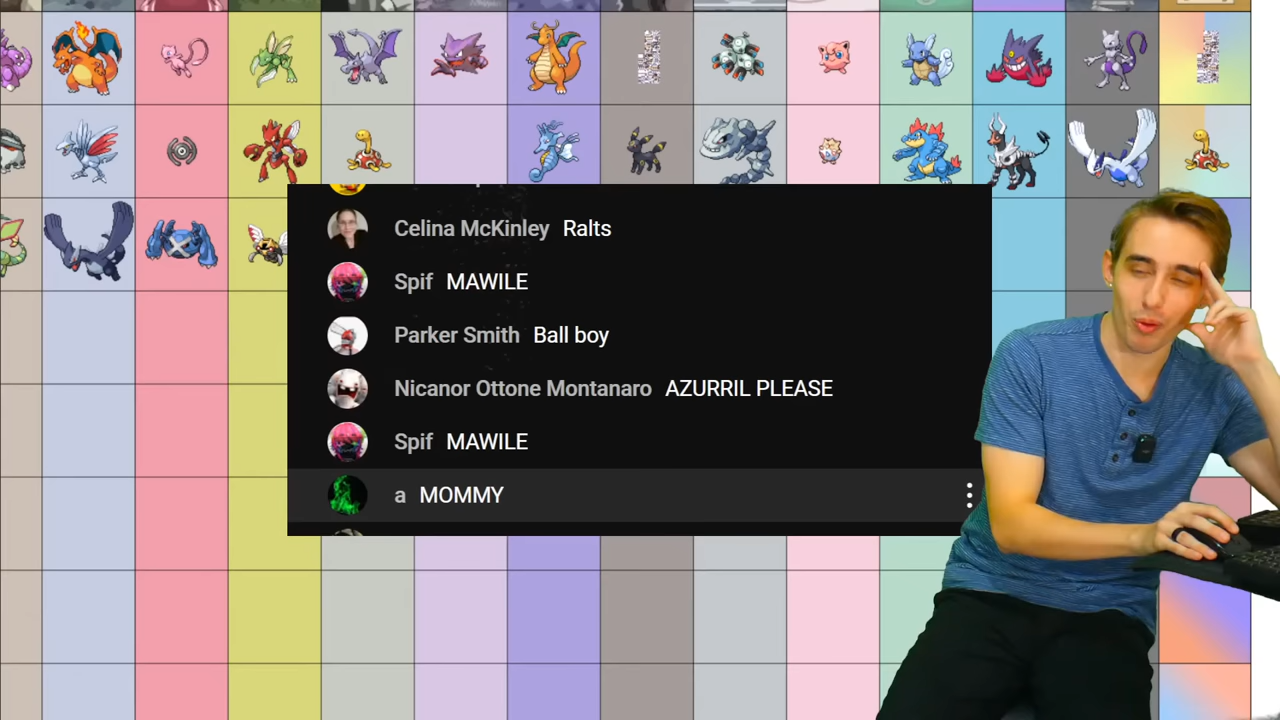 Celina McKinley Ralts
Spif MAWILE
Parker Smith Ball boy
Nicanor Ottone Montanaro AZURRIL PLEASE
Spif MAWILE
a MOMMY